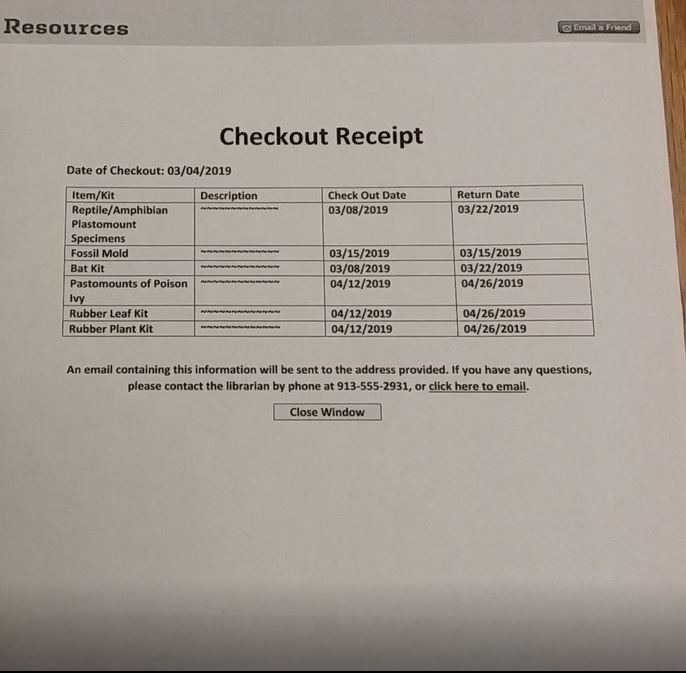 Resources
Email a Friend
Checkout Receipt
Date of Checkout: 03/04/2019
Item/Kit Description Check Out Date Return Date
Reptile/Amphibian ~~~~~~~~~~~~~ 03/08/2019 03/22/2019
Plastomount
Specimens
Fossil Mold ~~~~~~~~~~~~~ 03/15/2019 03/15/2019
Bat Kit ~~~~~~~~~~~~~ 03/08/2019 03/22/2019
Pastomounts of Poison ~~~~~~~~~~~~~ 04/12/2019 04/26/2019
Ivy
Rubber Leaf Kit ~~~~~~~~~~~~~ 04/12/2019 04/26/2019
Rubber Plant Kit ~~~~~~~~~~~~~ 04/12/2019 04/26/2019
An email containing this information will be sent to the address provided. If you have any questions,
please contact the librarian by phone at 913-555-2931, or click here to email.
Close Window